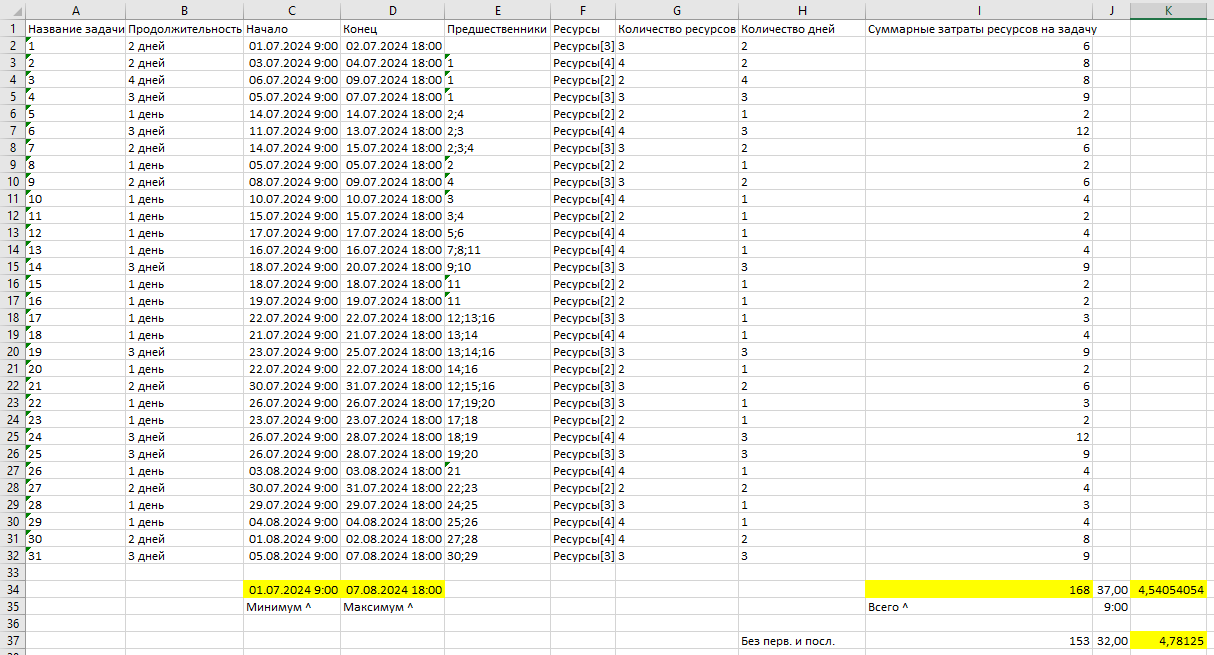 A B C D E F G H I J K
1 Название задачи Продолжительность Начало Конец Предшественники Ресурсы Количество ресурсов Количество дней Суммарные затраты ресурсов на задачу
2 1 2 дней 01.07.2024 9:00 02.07.2024 18:00 Ресурсы[3] 3 2 6
3 2 2 дней 03.07.2024 9:00 04.07.2024 18:00 1 Ресурсы[4] 4 2 8
4 3 4 дней 06.07.2024 9:00 09.07.2024 18:00 1 Ресурсы[2] 2 4 8
5 4 3 дней 05.07.2024 9:00 07.07.2024 18:00 1 Ресурсы[3] 3 3 9
6 5 1 день 14.07.2024 9:00 14.07.2024 18:00 2;4 Ресурсы[2] 2 1 2
7 6 3 дней 11.07.2024 9:00 13.07.2024 18:00 2;3 Ресурсы[4] 4 3 12
8 7 2 дней 14.07.2024 9:00 15.07.2024 18:00 2;3;4 Ресурсы[3] 3 2 6
9 8 1 день 05.07.2024 9:00 05.07.2024 18:00 2 Ресурсы[2] 2 1 2
10 9 2 дней 08.07.2024 9:00 09.07.2024 18:00 4 Ресурсы[3] 3 2 6
11 10 1 день 10.07.2024 9:00 10.07.2024 18:00 3 Ресурсы[4] 4 1 4
12 11 1 день 15.07.2024 9:00 15.07.2024 18:00 3;4 Ресурсы[2] 2 1 2
13 12 1 день 17.07.2024 9:00 17.07.2024 18:00 5;6 Ресурсы[4] 4 1 4
14 13 1 день 16.07.2024 9:00 16.07.2024 18:00 7;8;11 Ресурсы[4] 4 1 4
15 14 3 дней 18.07.2024 9:00 20.07.2024 18:00 9;10 Ресурсы[3] 3 3 9
16 15 1 день 18.07.2024 9:00 18.07.2024 18:00 11 Ресурсы[2] 2 1 2
17 16 1 день 19.07.2024 9:00 19.07.2024 18:00 11 Ресурсы[2] 2 1 2
18 17 1 день 22.07.2024 9:00 22.07.2024 18:00 12;13;16 Ресурсы[3] 3 1 3
19 18 1 день 21.07.2024 9:00 21.07.2024 18:00 13;14 Ресурсы[4] 4 1 4
20 19 3 дней 23.07.2024 9:00 25.07.2024 18:00 13;14;16 Ресурсы[3] 3 3 9
21 20 1 день 22.07.2024 9:00 22.07.2024 18:00 14;16 Ресурсы[2] 2 1 2
22 21 2 дней 30.07.2024 9:00 31.07.2024 18:00 12;15;16 Ресурсы[3] 3 2 6
23 22 1 день 26.07.2024 9:00 26.07.2024 18:00 17;19;20 Ресурсы[3] 3 1 3
24 23 1 день 23.07.2024 9:00 23.07.2024 18:00 17;18 Ресурсы[2] 2 1 2
25 24 3 дней 26.07.2024 9:00 28.07.2024 18:00 18;19 Ресурсы[4] 4 3 12
26 25 3 дней 26.07.2024 9:00 28.07.2024 18:00 19;20 Ресурсы[3] 3 3 9
27 26 1 день 03.08.2024 9:00 03.08.2024 18:00 21 Ресурсы[4] 4 1 4
28 27 2 дней 30.07.2024 9:00 31.07.2024 18:00 22;23 Ресурсы[2] 2 2 4
29 28 1 день 29.07.2024 9:00 29.07.2024 18:00 24;25 Ресурсы[3] 3 1 3
30 29 1 день 04.08.2024 9:00 04.08.2024 18:00 25;26 Ресурсы[4] 4 1 4
31 30 2 дней 01.08.2024 9:00 02.08.2024 18:00 27;28 Ресурсы[4] 4 2 8
32 31 3 дней 05.08.2024 9:00 07.08.2024 18:00 30;29 Ресурсы[3] 3 3 9
33
34 01.07.2024 9:00 07.08.2024 18:00 168 37,00 4,54054054
35 Минимум ^ Максимум ^ Всего ^ 9:00
36
37 Без перв. и посл. 153 32,00 4,78125